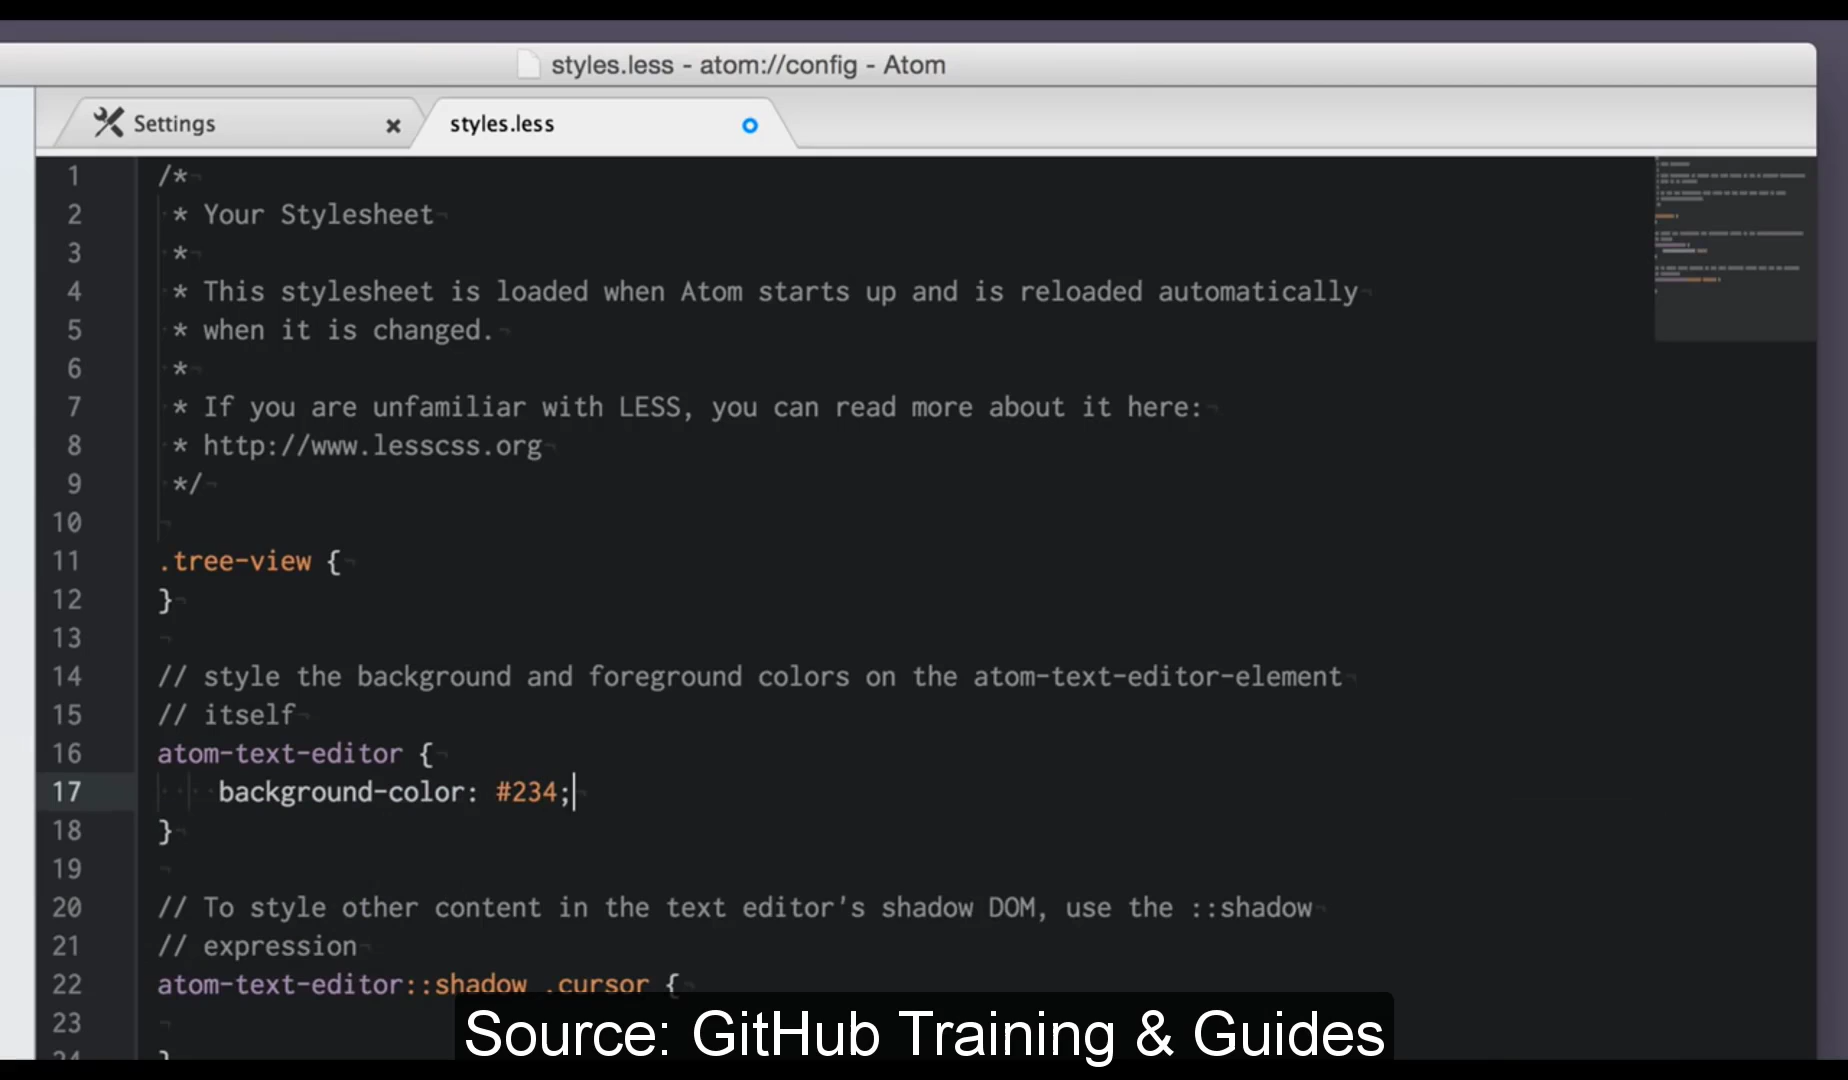 styles.less - atom://config - Atom
Settings
styles.less
1 /*
2 * Your Stylesheet
3 *
4 * This stylesheet is loaded when Atom starts up and is reloaded automatically
5 * when it is changed.
6 *
7 * If you are unfamiliar with LESS, you can read more about it here:
8 * http://www.lesscss.org
9 */
10
11 .tree-view {
12 }
13
14 // style the background and foreground colors on the atom-text-editor-element
15 // itself
16 atom-text-editor {
17 background-color: #234;
18 }
19
20 // To style other content in the text editor's shadow DOM, use the ::shadow
21 // expression
22 atom-text-editor::shadow .cursor {
23
24 }
Source: GitHub Training & Guides